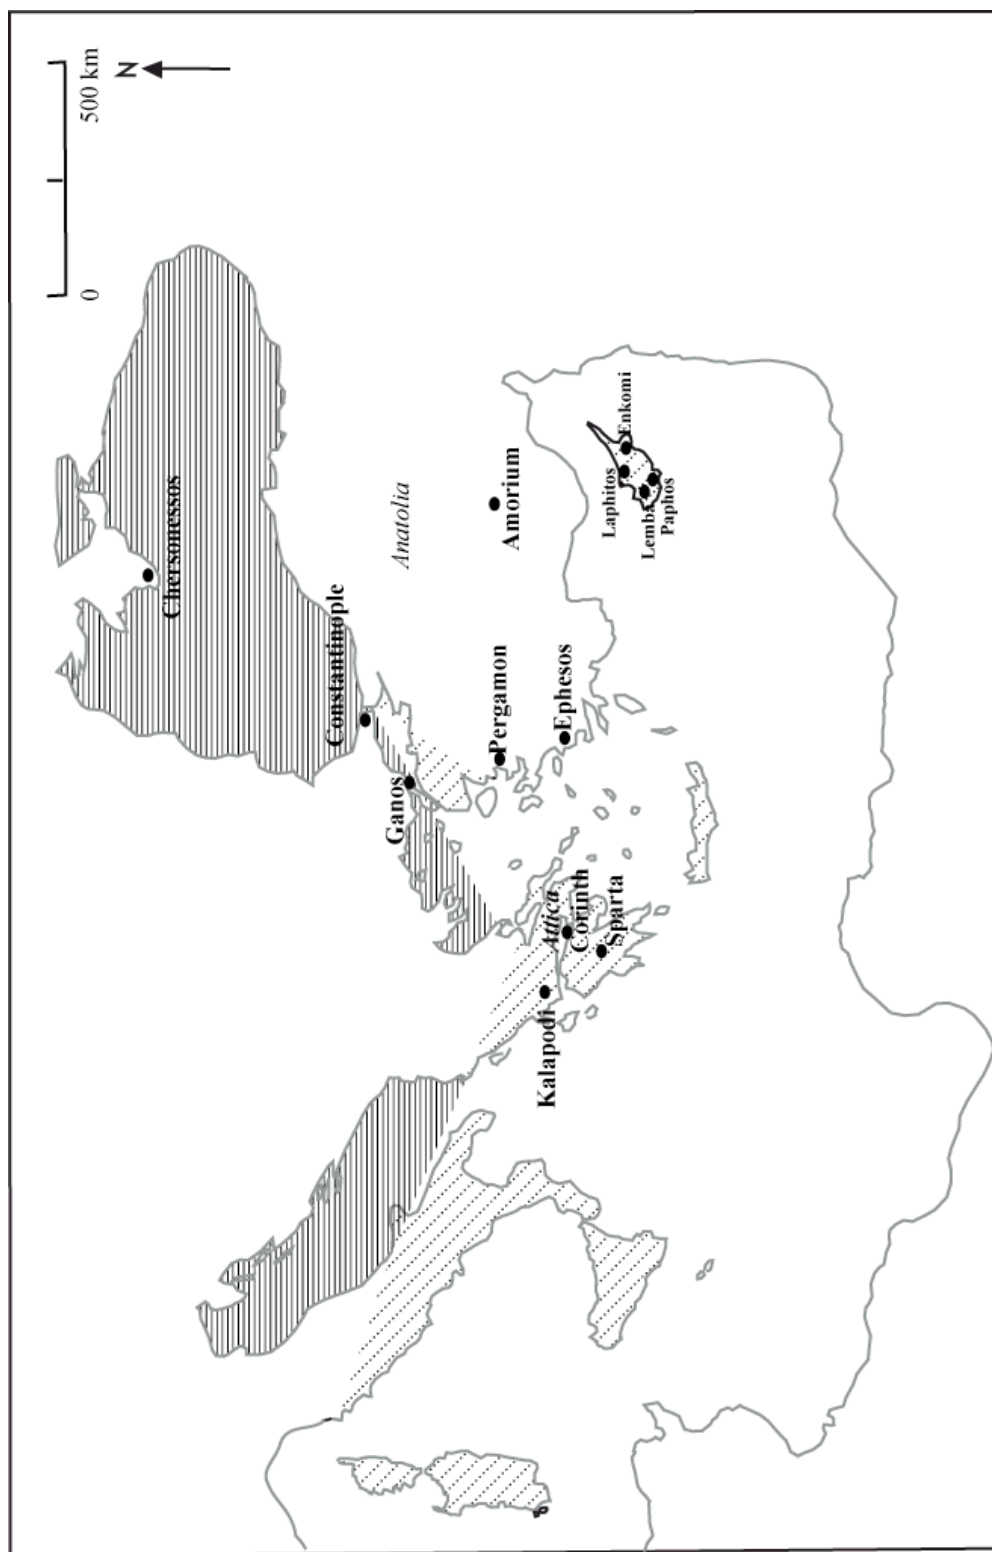 0
500 km
N
Chersonessos
Constantinople
Anatolia
Ganos
Amorium
Pergamon
Ephesos
Laphitos
Enkomi
Lemba
Paphos
Attica
Corinth
Sparta
Kalapodi